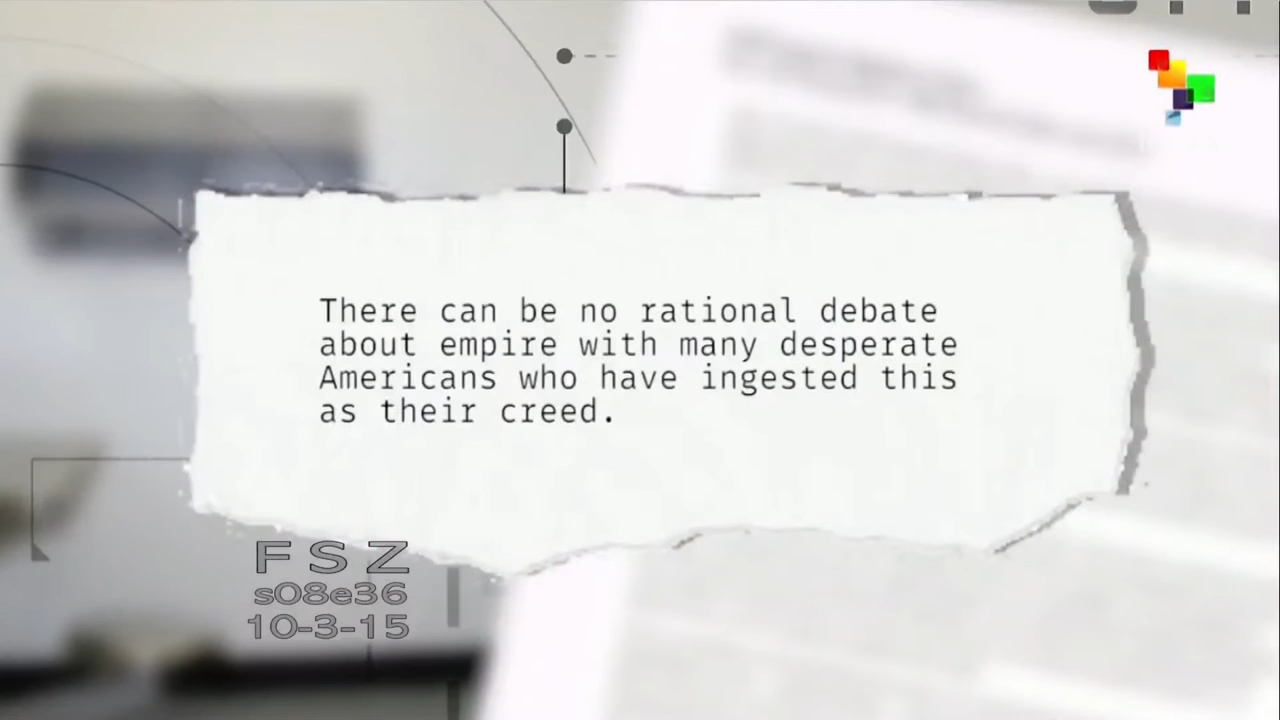 There can be no rational debate
about empire with many desperate
Americans who have ingested this
as their creed.
F S Z
s08e36
10-3-15